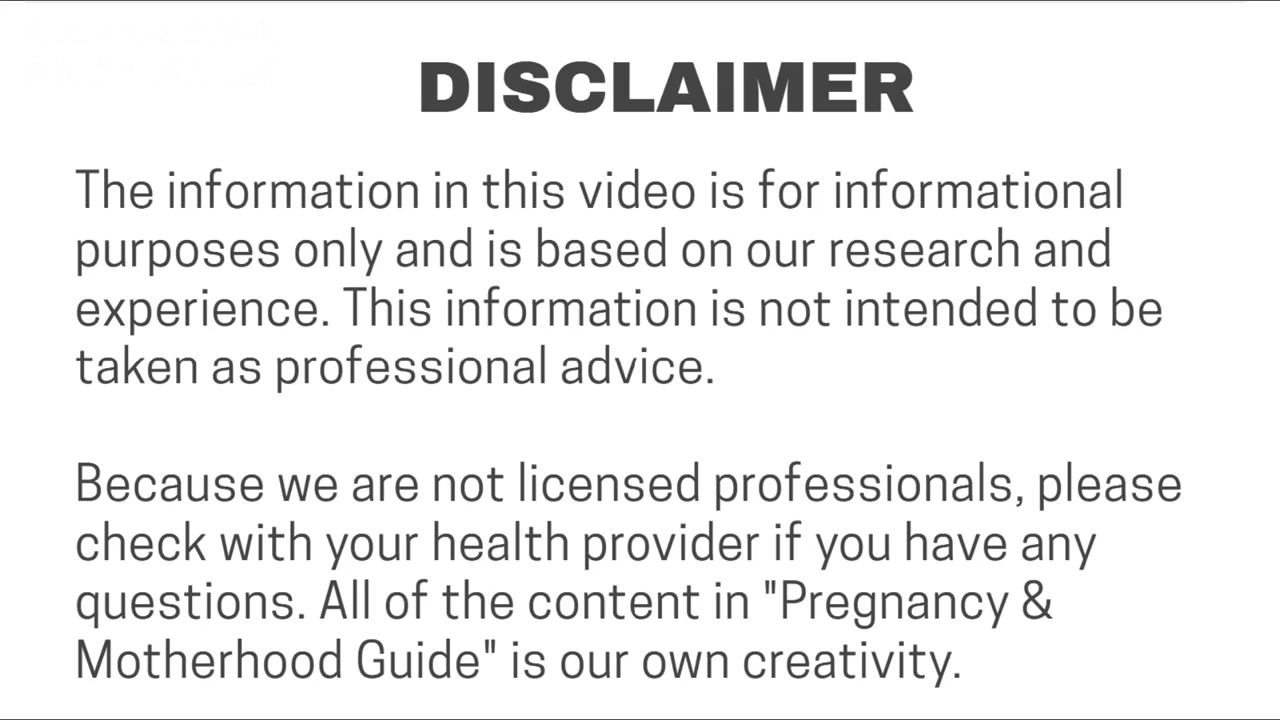 DISCLAIMER
The information in this video is for informational
purposes only and is based on our research and
experience. This information is not intended to be
taken as professional advice.
Because we are not licensed professionals, please
check with your health provider if you have any
questions. All of the content in "Pregnancy &
Motherhood Guide" is our own creativity.